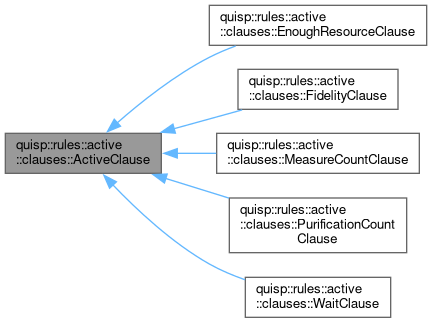 quisp::rules::active
::clauses::EnoughResourceClause
quisp::rules::active
::clauses::FidelityClause
quisp::rules::active
::clauses::ActiveClause
quisp::rules::active
::clauses::MeasureCountClause
quisp::rules::active
::clauses::PurificationCount
Clause
quisp::rules::active
::clauses::WaitClause